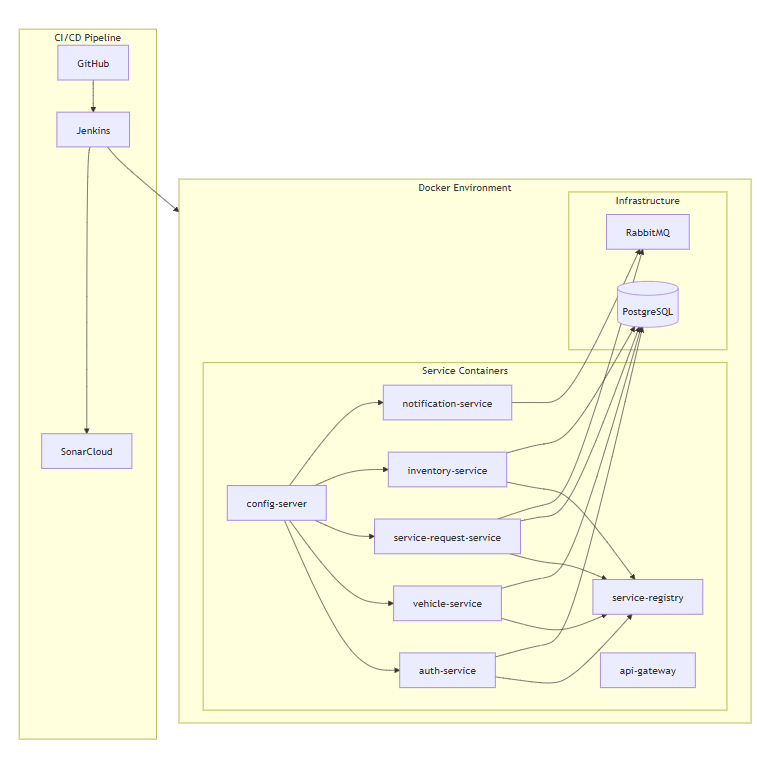 CI/CD Pipeline
GitHub
Jenkins
SonarCloud
Docker Environment
Infrastructure
RabbitMQ
PostgreSQL
Service Containers
notification-service
inventory-service
config-server
service-request-service
vehicle-service
service-registry
auth-service
api-gateway